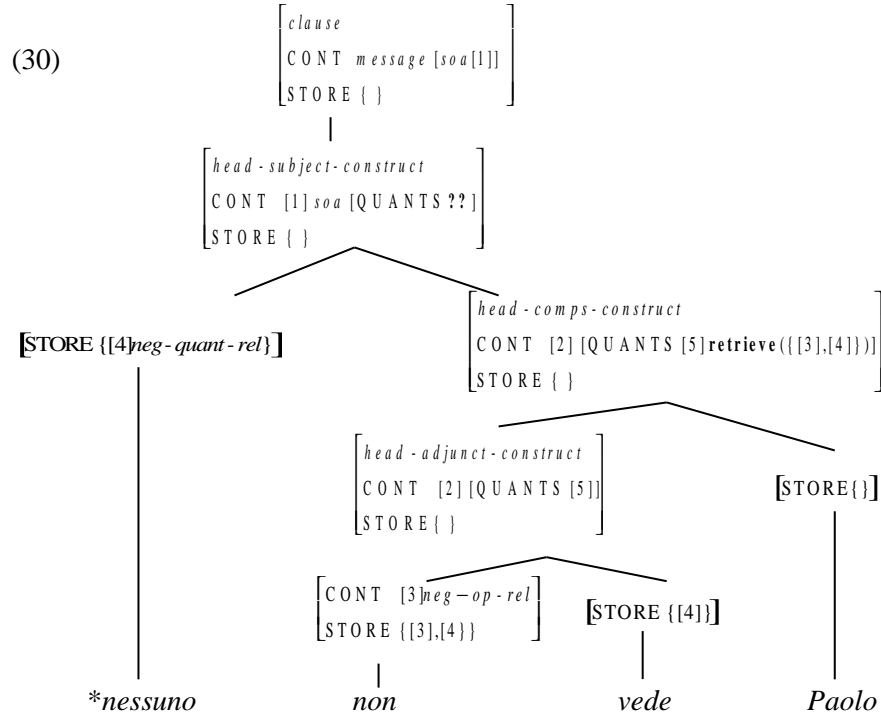 (30)
clause
CONT message [soa[1]]
STORE { }
head-subject-construct
CONT [1] soa [QUANTS ??]
STORE { }
[STORE {[4]neg-quant-rel}]
head-comps-construct
CONT [2] [QUANTS [5] retrieve({[3],[4]})]
STORE { }
head-adjunct-construct
CONT [2] [QUANTS [5]]
STORE { }
[STORE{ }]
CONT [3]neg–op-rel
STORE {[3],[4}}
[STORE {[4]}]
*nessuno non vede Paolo